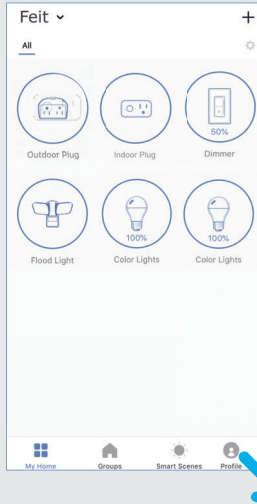 Feit
All
50%
Outdoor Plug Indoor Plug Dimmer
100% 100%
Flood Light Color Lights Color Lights
My Home Groups Smart Scenes Profile